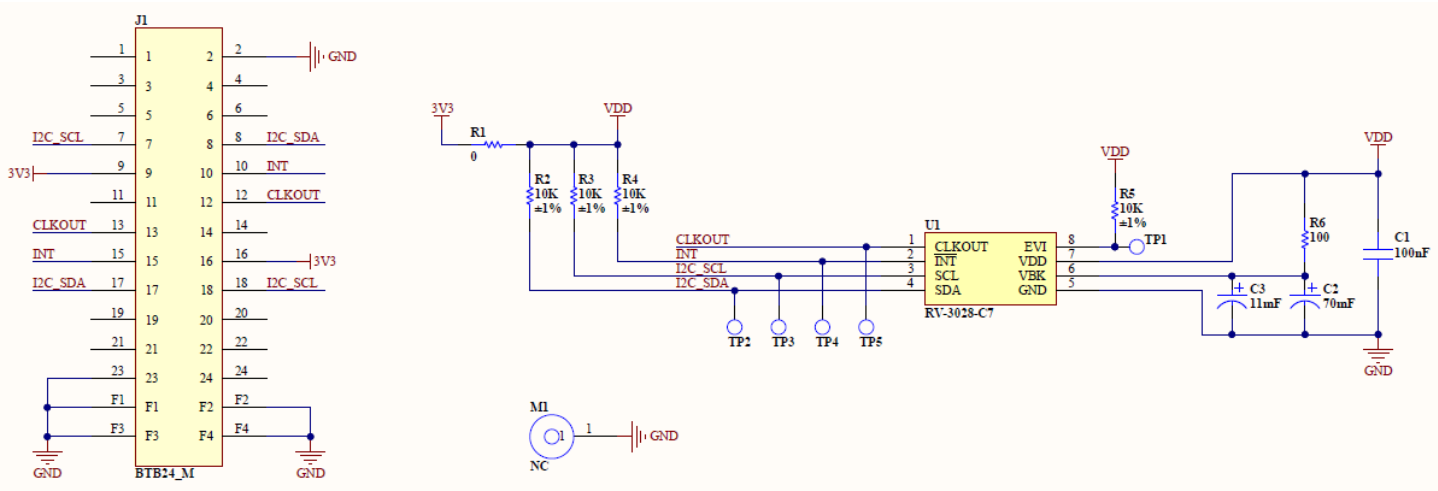 J1
1 1 2 2 GND
3 3 4 4
5 5 6 6
I2C_SCL 7 7 8 8 I2C_SDA
3V3 9 9 10 10 INT
11 11 12 12 CLKOUT
CLKOUT 13 13 14 14
INT 15 15 16 16 3V3
I2C_SDA 17 17 18 18 I2C_SCL
19 19 20 20
21 21 22 22
23 23 24 24
F1 F1 F2 F2
F3 F3 F4 F4
GND GND
BTB24_M
3V3
R1
0
VDD
R2
10K
±1%
R3
10K
±1%
R4
10K
±1%
CLKOUT
INT
I2C_SCL
I2C_SDA
TP2 TP3 TP4 TP5
U1
1 CLKOUT EVI 8
2 INT VDD 7
3 SCL VBK 6
4 SDA GND 5
RV-3028-C7
VDD
R5
10K
±1%
TP1
VDD
R6
100
C1
100nF
C3
11mF
C2
70mF
GND
M1
1 1 GND
NC